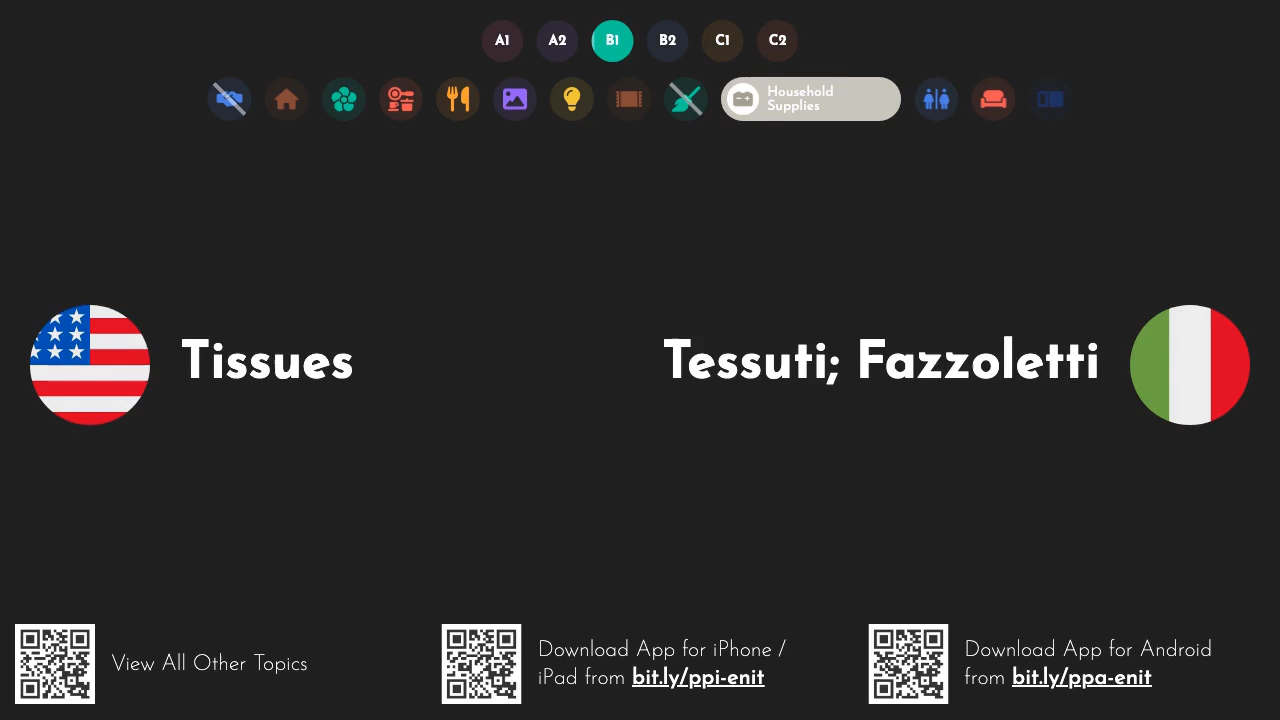 A1 A2 B1 B2 C1 C2
Household
Supplies
Tissues
Tessuti; Fazzoletti
View All Other Topics
Download App for iPhone /
iPad from bit.ly/ppi-enit
Download App for Android
from bit.ly/ppa-enit